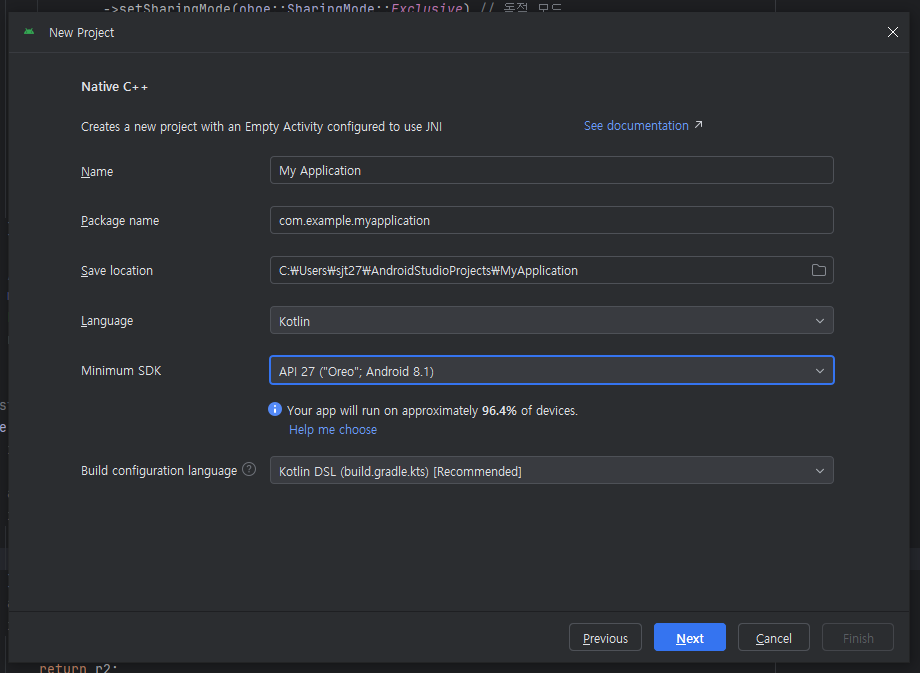 ->setSharingMode(oboe::SharingMode::Exclusive) // 독점 모드
New Project
Native C++
Creates a new project with an Empty Activity configured to use JNI
See documentation ↗
Name
My Application
Package name
com.example.myapplication
Save location
C:₩Users₩sjt27₩AndroidStudioProjects₩MyApplication
Language
Kotlin
Minimum SDK
API 27 ("Oreo"; Android 8.1)
Your app will run on approximately 96.4% of devices.
Help me choose
Build configuration language ?
Kotlin DSL (build.gradle.kts) [Recommended]
Previous
Next
Cancel
Finish
return r2;